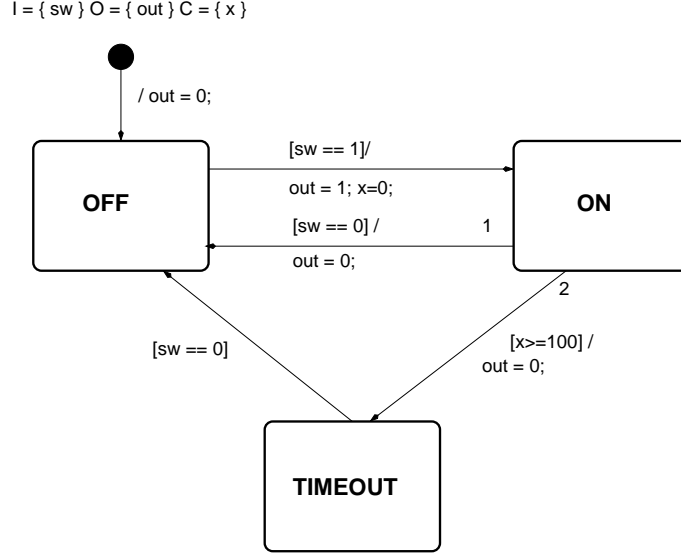 I = { sw } O = { out } C = { x }
/ out = 0;
[sw == 1]/
out = 1; x=0;
OFF
ON
[sw == 0] /
1
out = 0;
2
[sw == 0]
[x>=100] /
out = 0;
TIMEOUT